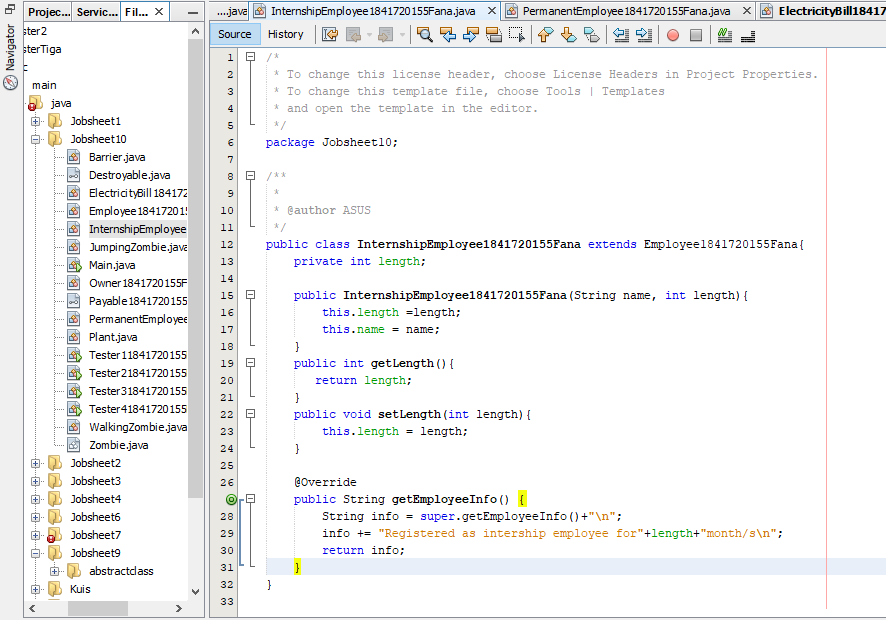 Projec...
Servic...
Fil...
...java
InternshipEmployee1841720155Fana.java
PermanentEmployee1841720155Fana.java
ElectricityBill18417
Navigator
Source
History
ster2
sterTiga
main
java
Jobsheet1
Jobsheet10
Barrier.java
Destroyable.java
ElectricityBill184172
Employee184172015
InternshipEmployee
JumpingZombie.java
Main.java
Owner1841720155F
Payable1841720155
PermanentEmployee
Plant.java
Tester11841720155
Tester21841720155
Tester31841720155
Tester41841720155
WalkingZombie.java
Zombie.java
Jobsheet2
Jobsheet3
Jobsheet4
Jobsheet6
Jobsheet7
Jobsheet9
abstractclass
Kuis
1 /*
2 * To change this license header, choose License Headers in Project Properties.
3 * To change this template file, choose Tools | Templates
4 * and open the template in the editor.
5 */
6 package Jobsheet10;
7
8 /**
9 *
10 * @author ASUS
11 */
12 public class InternshipEmployee1841720155Fana extends Employee1841720155Fana{
13 private int length;
14
15 public InternshipEmployee1841720155Fana(String name, int length){
16 this.length =length;
17 this.name = name;
18 }
19 public int getLength(){
20 return length;
21 }
22 public void setLength(int length){
23 this.length = length;
24 }
25
26 @Override
public String getEmployeeInfo() {
28 String info = super.getEmployeeInfo()+"\n";
29 info += "Registered as intership employee for"+length+"month/s\n";
30 return info;
31 }
32 }
33